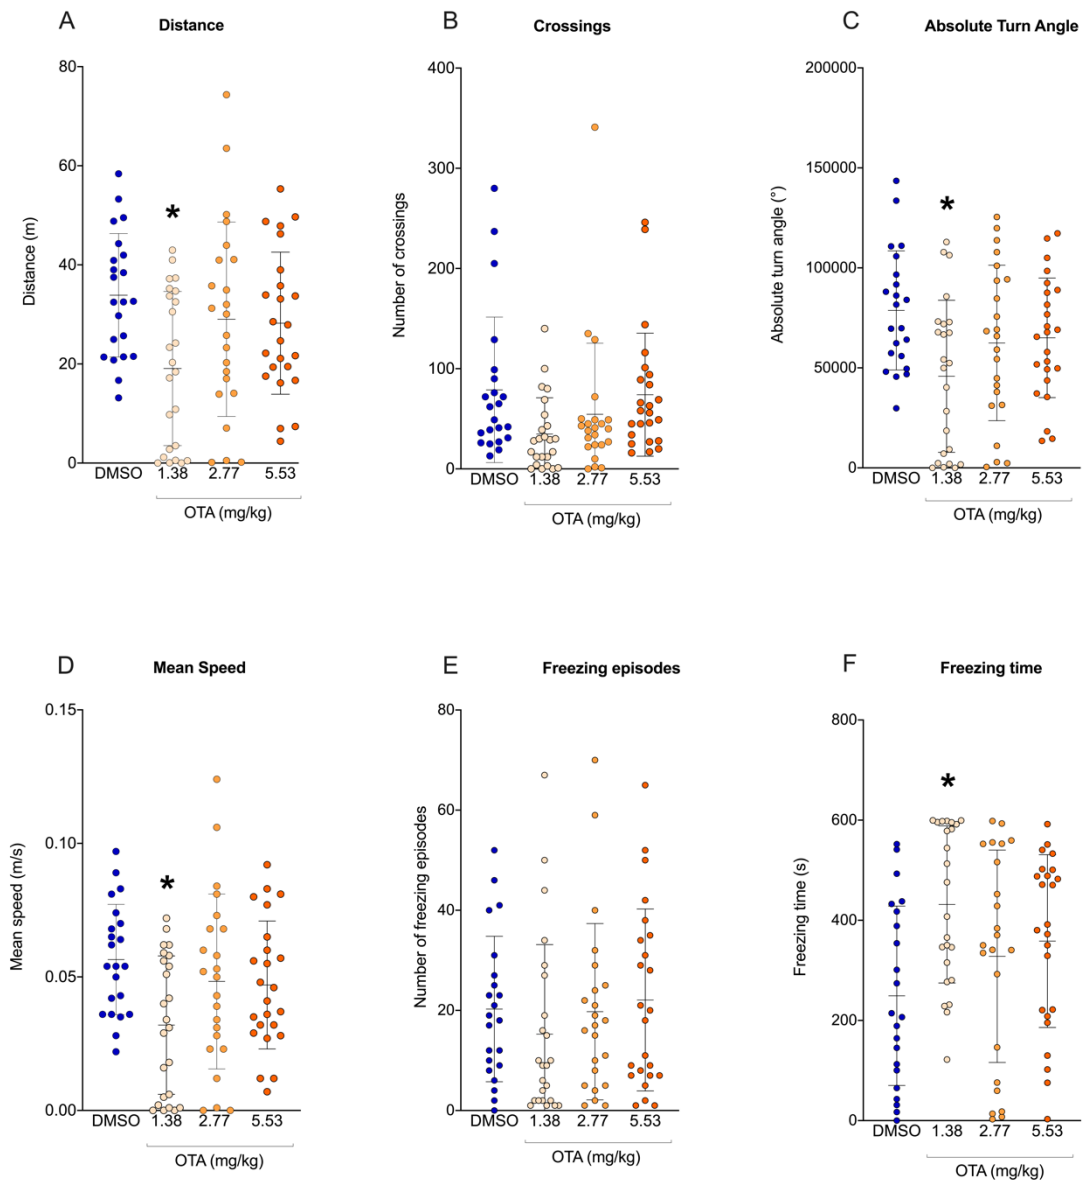 A
Distance
Distance (m)
80
60
40
20
0
*
DMSO
1.38
2.77
5.53
OTA (mg/kg)
B
Crossings
Number of crossings
400
300
200
100
0
DMSO
1.38
2.77
5.53
OTA (mg/kg)
C
Absolute Turn Angle
Absolute turn angle (°)
200000
150000
100000
50000
0
*
DMSO
1.38
2.77
5.53
OTA (mg/kg)
D
Mean Speed
Mean speed (m/s)
0.15
0.10
0.05
0.00
*
DMSO
1.38
2.77
5.53
OTA (mg/kg)
E
Freezing episodes
Number of freezing episodes
80
60
40
20
0
DMSO
1.38
2.77
5.53
OTA (mg/kg)
F
Freezing time
Freezing time (s)
800
600
400
200
0
*
DMSO
1.38
2.77
5.53
OTA (mg/kg)